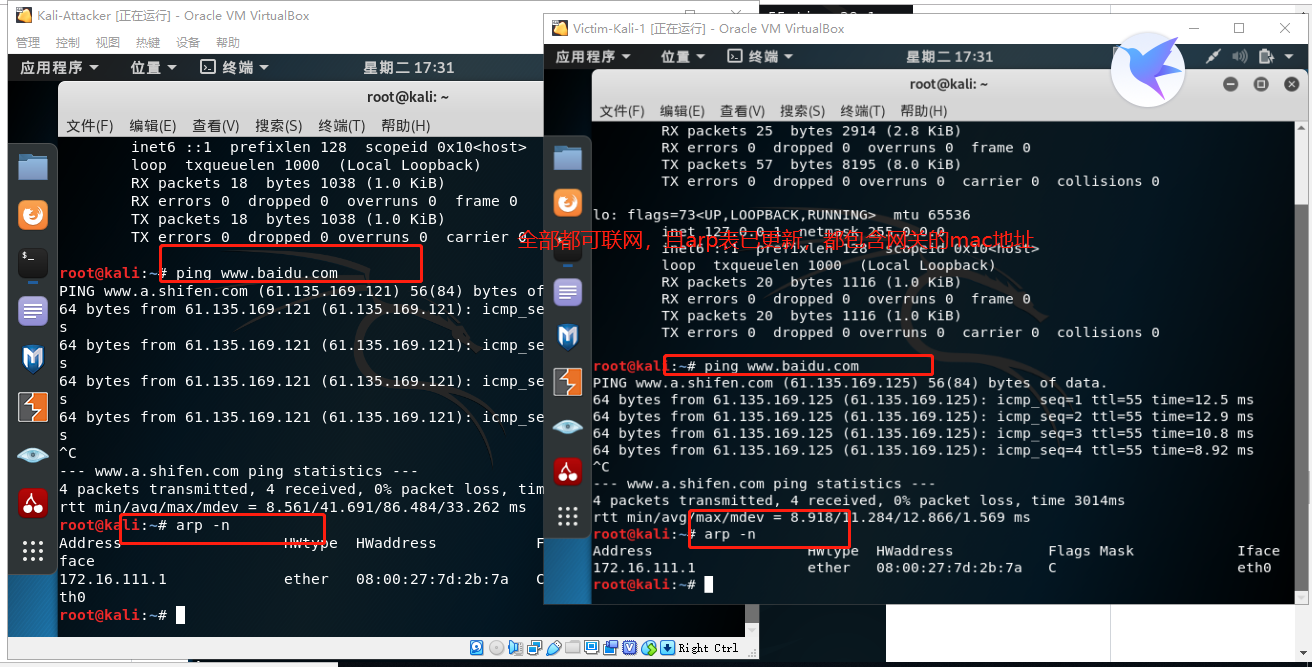 Kali-Attacker [正在运行] - Oracle VM VirtualBox
管理 控制 视图 热键 设备 帮助
应用程序 位置 终端 星期二 17:31
root@kali: ~
文件(F) 编辑(E) 查看(V) 搜索(S) 终端(T) 帮助(H)
inet6 ::1 prefixlen 128 scopeid 0x10<host>
loop txqueuelen 1000 (Local Loopback)
RX packets 18 bytes 1038 (1.0 KiB)
RX errors 0 dropped 0 overruns 0 frame 0
TX packets 18 bytes 1038 (1.0 KiB)
TX errors 0 dropped 0 overruns 0 carrier 0
root@kali:~# ping www.baidu.com
PING www.a.shifen.com (61.135.169.121) 56(84) bytes of
64 bytes from 61.135.169.121 (61.135.169.121): icmp_se
s
64 bytes from 61.135.169.121 (61.135.169.121): icmp_se
s
64 bytes from 61.135.169.121 (61.135.169.121): icmp_se
s
64 bytes from 61.135.169.121 (61.135.169.121): icmp_se
s
^C
--- www.a.shifen.com ping statistics ---
4 packets transmitted, 4 received, 0% packet loss, tim
rtt min/avg/max/mdev = 8.561/41.691/86.484/33.262 ms
root@kali:~# arp -n
Address HWtype HWaddress F
face
172.16.111.1 ether 08:00:27:7d:2b:7a C
th0
root@kali:~#
Right Ctrl
Victim-Kali-1 [正在运行] - Oracle VM VirtualBox
应用程序 位置 终端 星期二 17:31
root@kali: ~
文件(F) 编辑(E) 查看(V) 搜索(S) 终端(T) 帮助(H)
RX packets 25 bytes 2914 (2.8 KiB)
RX errors 0 dropped 0 overruns 0 frame 0
TX packets 57 bytes 8195 (8.0 KiB)
TX errors 0 dropped 0 overruns 0 carrier 0 collisions 0
lo: flags=73<UP,LOOPBACK,RUNNING> mtu 65536
inet 127.0.0.1 netmask 255.0.0.0
全部都可联网，且arp表已更新，都包含网关的mac地址
inet6 ::1 prefixlen 128 scopeid 0x10<host>
loop txqueuelen 1000 (Local Loopback)
RX packets 20 bytes 1116 (1.0 KiB)
RX errors 0 dropped 0 overruns 0 frame 0
TX packets 20 bytes 1116 (1.0 KiB)
TX errors 0 dropped 0 overruns 0 carrier 0 collisions 0
root@kali:~# ping www.baidu.com
PING www.a.shifen.com (61.135.169.125) 56(84) bytes of data.
64 bytes from 61.135.169.125 (61.135.169.125): icmp_seq=1 ttl=55 time=12.5 ms
64 bytes from 61.135.169.125 (61.135.169.125): icmp_seq=2 ttl=55 time=12.9 ms
64 bytes from 61.135.169.125 (61.135.169.125): icmp_seq=3 ttl=55 time=10.8 ms
64 bytes from 61.135.169.125 (61.135.169.125): icmp_seq=4 ttl=55 time=8.92 ms
^C
--- www.a.shifen.com ping statistics ---
4 packets transmitted, 4 received, 0% packet loss, time 3014ms
rtt min/avg/max/mdev = 8.918/11.284/12.866/1.569 ms
root@kali:~# arp -n
Address HWtype HWaddress Flags Mask Iface
172.16.111.1 ether 08:00:27:7d:2b:7a C eth0
root@kali:~#